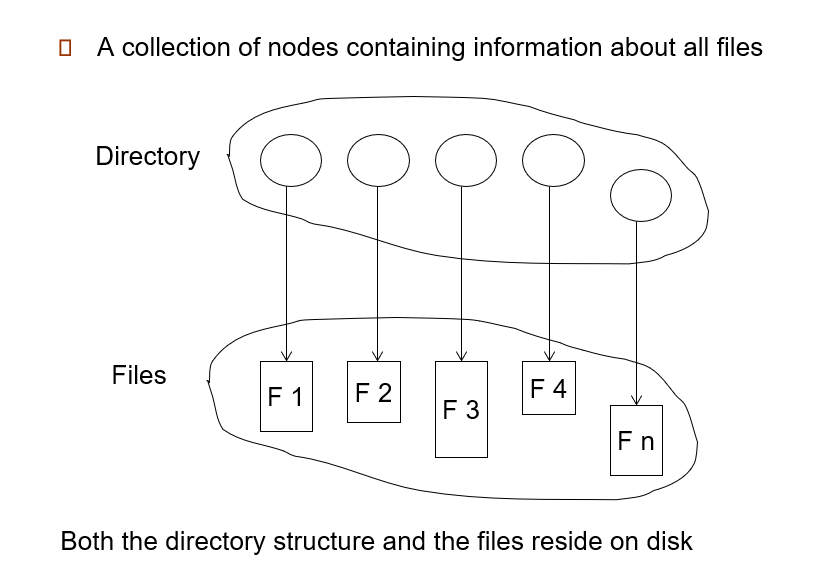 A collection of nodes containing information about all files
Directory
Files
F 1
F 2
F 3
F 4
F n
Both the directory structure and the files reside on disk